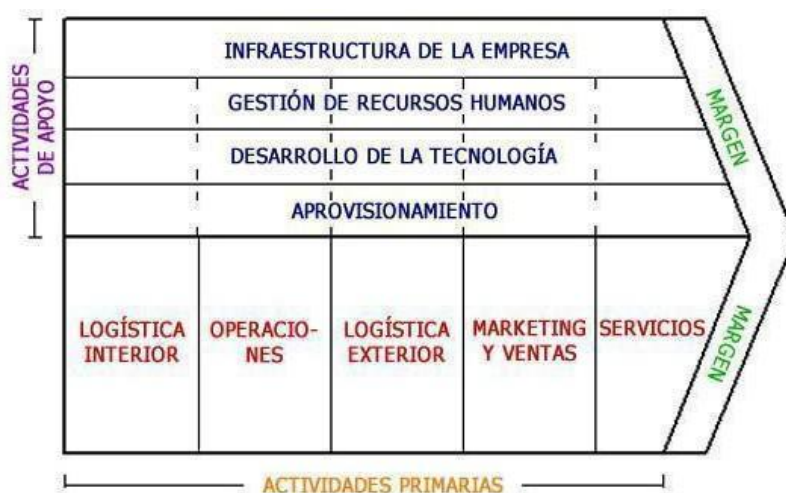 ACTIVIDADES
DE APOYO
INFRAESTRUCTURA DE LA EMPRESA
GESTIÓN DE RECURSOS HUMANOS
DESARROLLO DE LA TECNOLOGÍA
APROVISIONAMIENTO
MARGEN
LOGÍSTICA
INTERIOR
OPERACIO-
NES
LOGÍSTICA
EXTERIOR
MARKETING
Y VENTAS
SERVICIOS
MARGEN
ACTIVIDADES PRIMARIAS